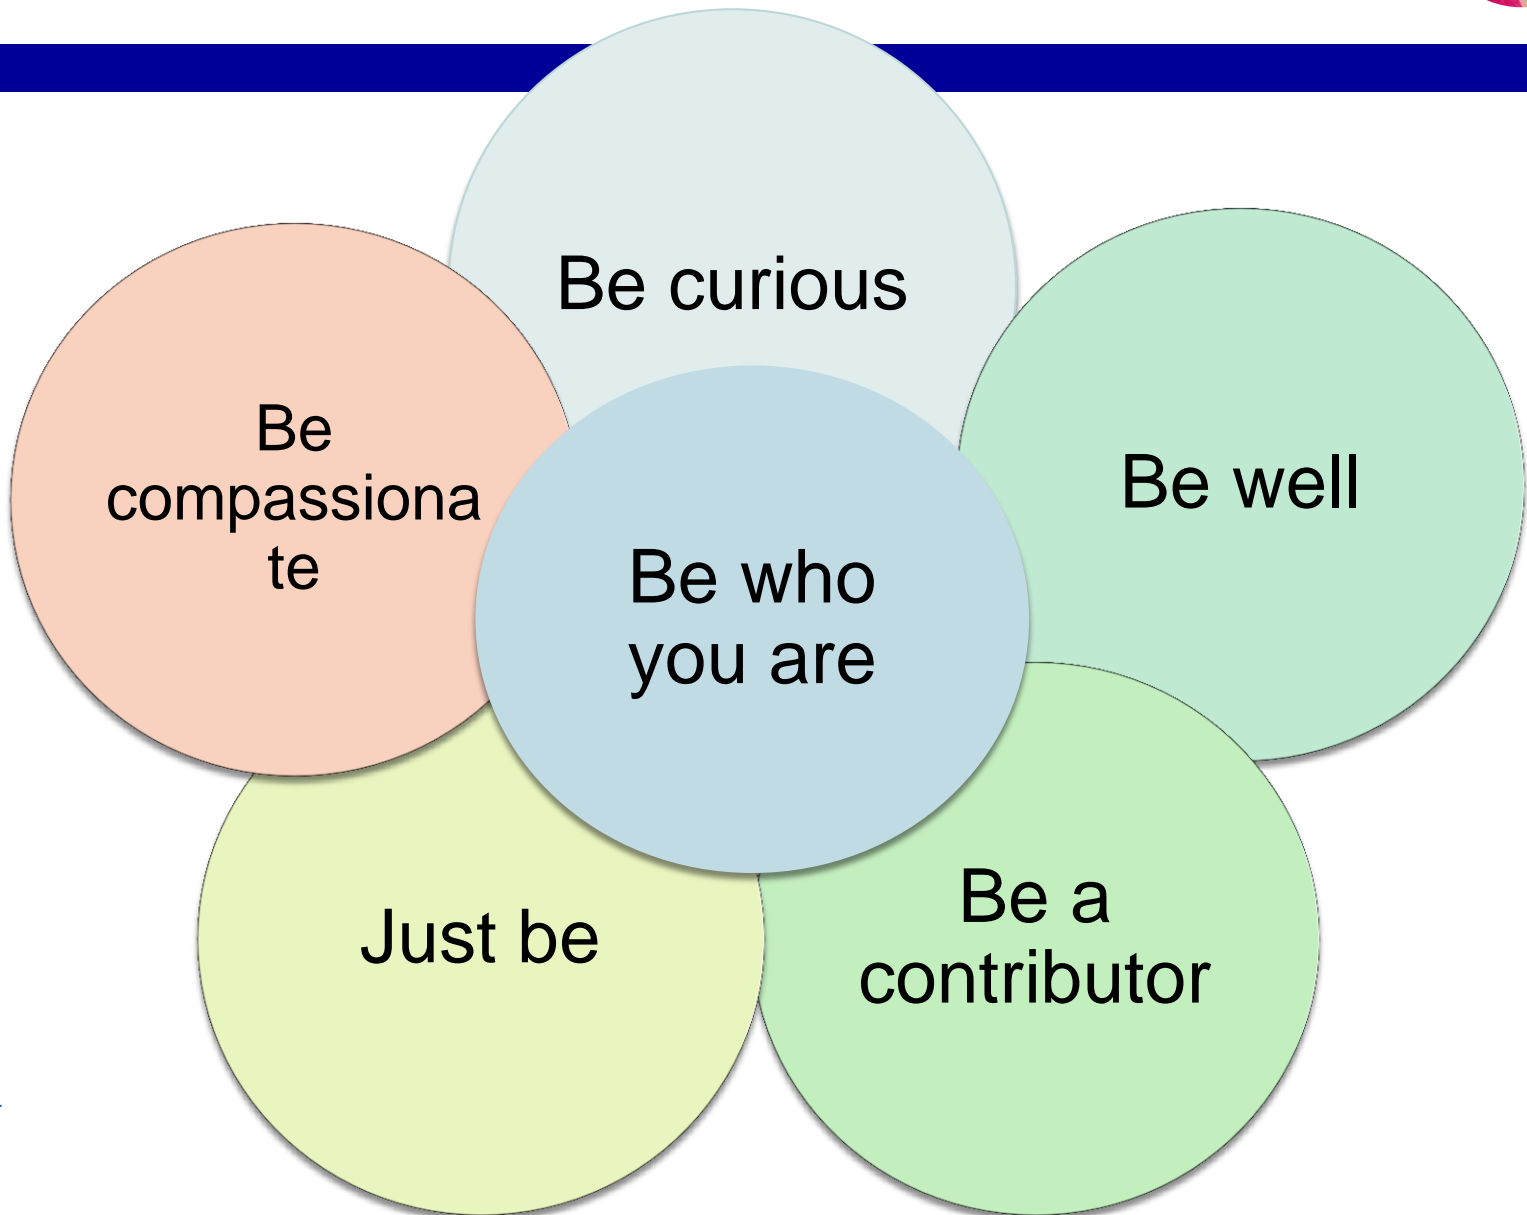 Be curious
Be
compassiona
te
Be well
Be who
you are
Just be
Be a
contributor